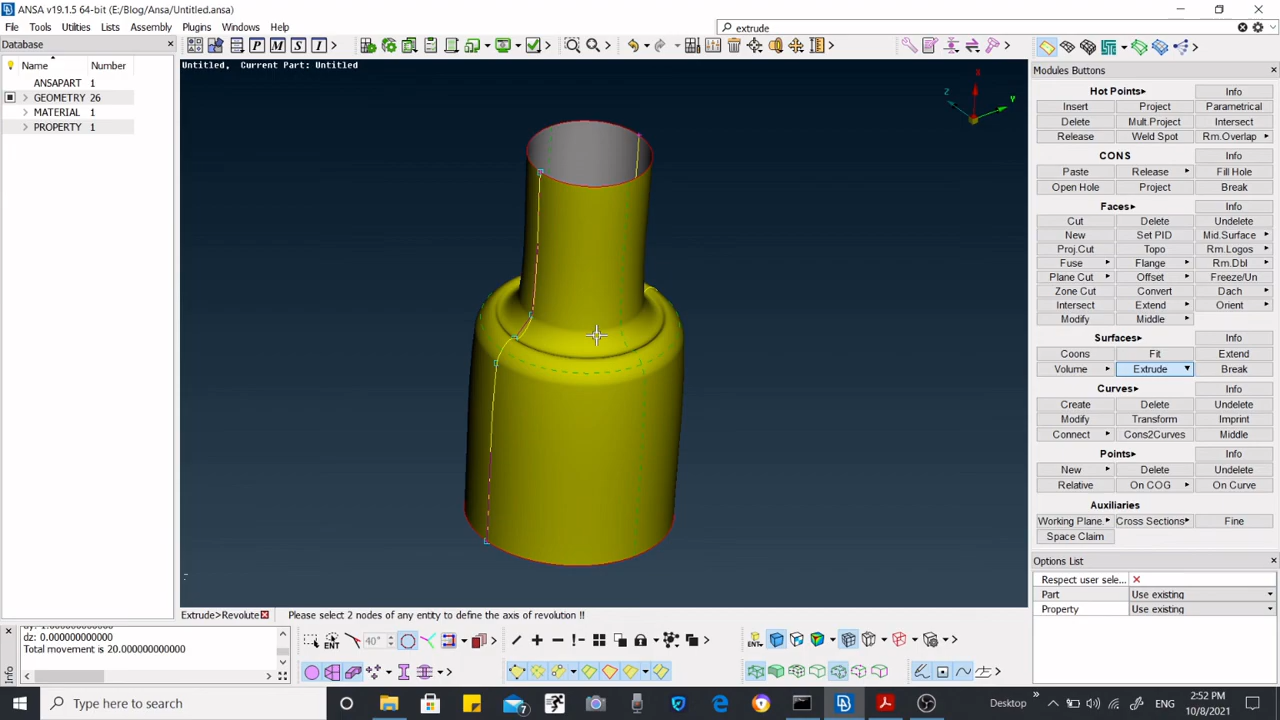 ANSA v19.1.5 64-bit (E:/Blog/Ansa/Untitled.ansa)
File Tools Utilities Lists Assembly Plugins Windows Help
extrude
Database
Name Number
ANSAPART 1
GEOMETRY 26
MATERIAL 1
PROPERTY 1
P M S I
Untitled, Current Part: Untitled
X
Y
Z
Modules Buttons
Hot Points Info
Insert Project Parametrical
Delete Mult.Project Intersect
Release Weld Spot Rm.Overlap
CONS Info
Paste Release Fill Hole
Open Hole Project Break
Faces Info
Cut Delete Undelete
New Set PID Mid.Surface
Proj.Cut Topo Rm.Logos
Fuse Flange Rm.Dbl
Plane Cut Offset Freeze/Un
Zone Cut Convert Dach
Intersect Extend Orient
Modify Middle
Surfaces Info
Coons Fit Extend
Volume Extrude Break
Curves Info
Create Delete Undelete
Modify Transform Imprint
Connect Cons2Curves Middle
Points Info
New Delete Undelete
Relative On COG On Curve
Auxiliaries
Working Plane. Cross Sections Fine
Space Claim
Options List
Respect user sele...
Part Use existing
Property Use existing
Extrude>Revolute Please select 2 nodes of any entity to define the axis of revolution !!
dz: 0.000000000000
Total movement is 20.000000000000
Info
ENT 40°
ENT
Type here to search
7
Desktop
ENG
2:52 PM
10/8/2021